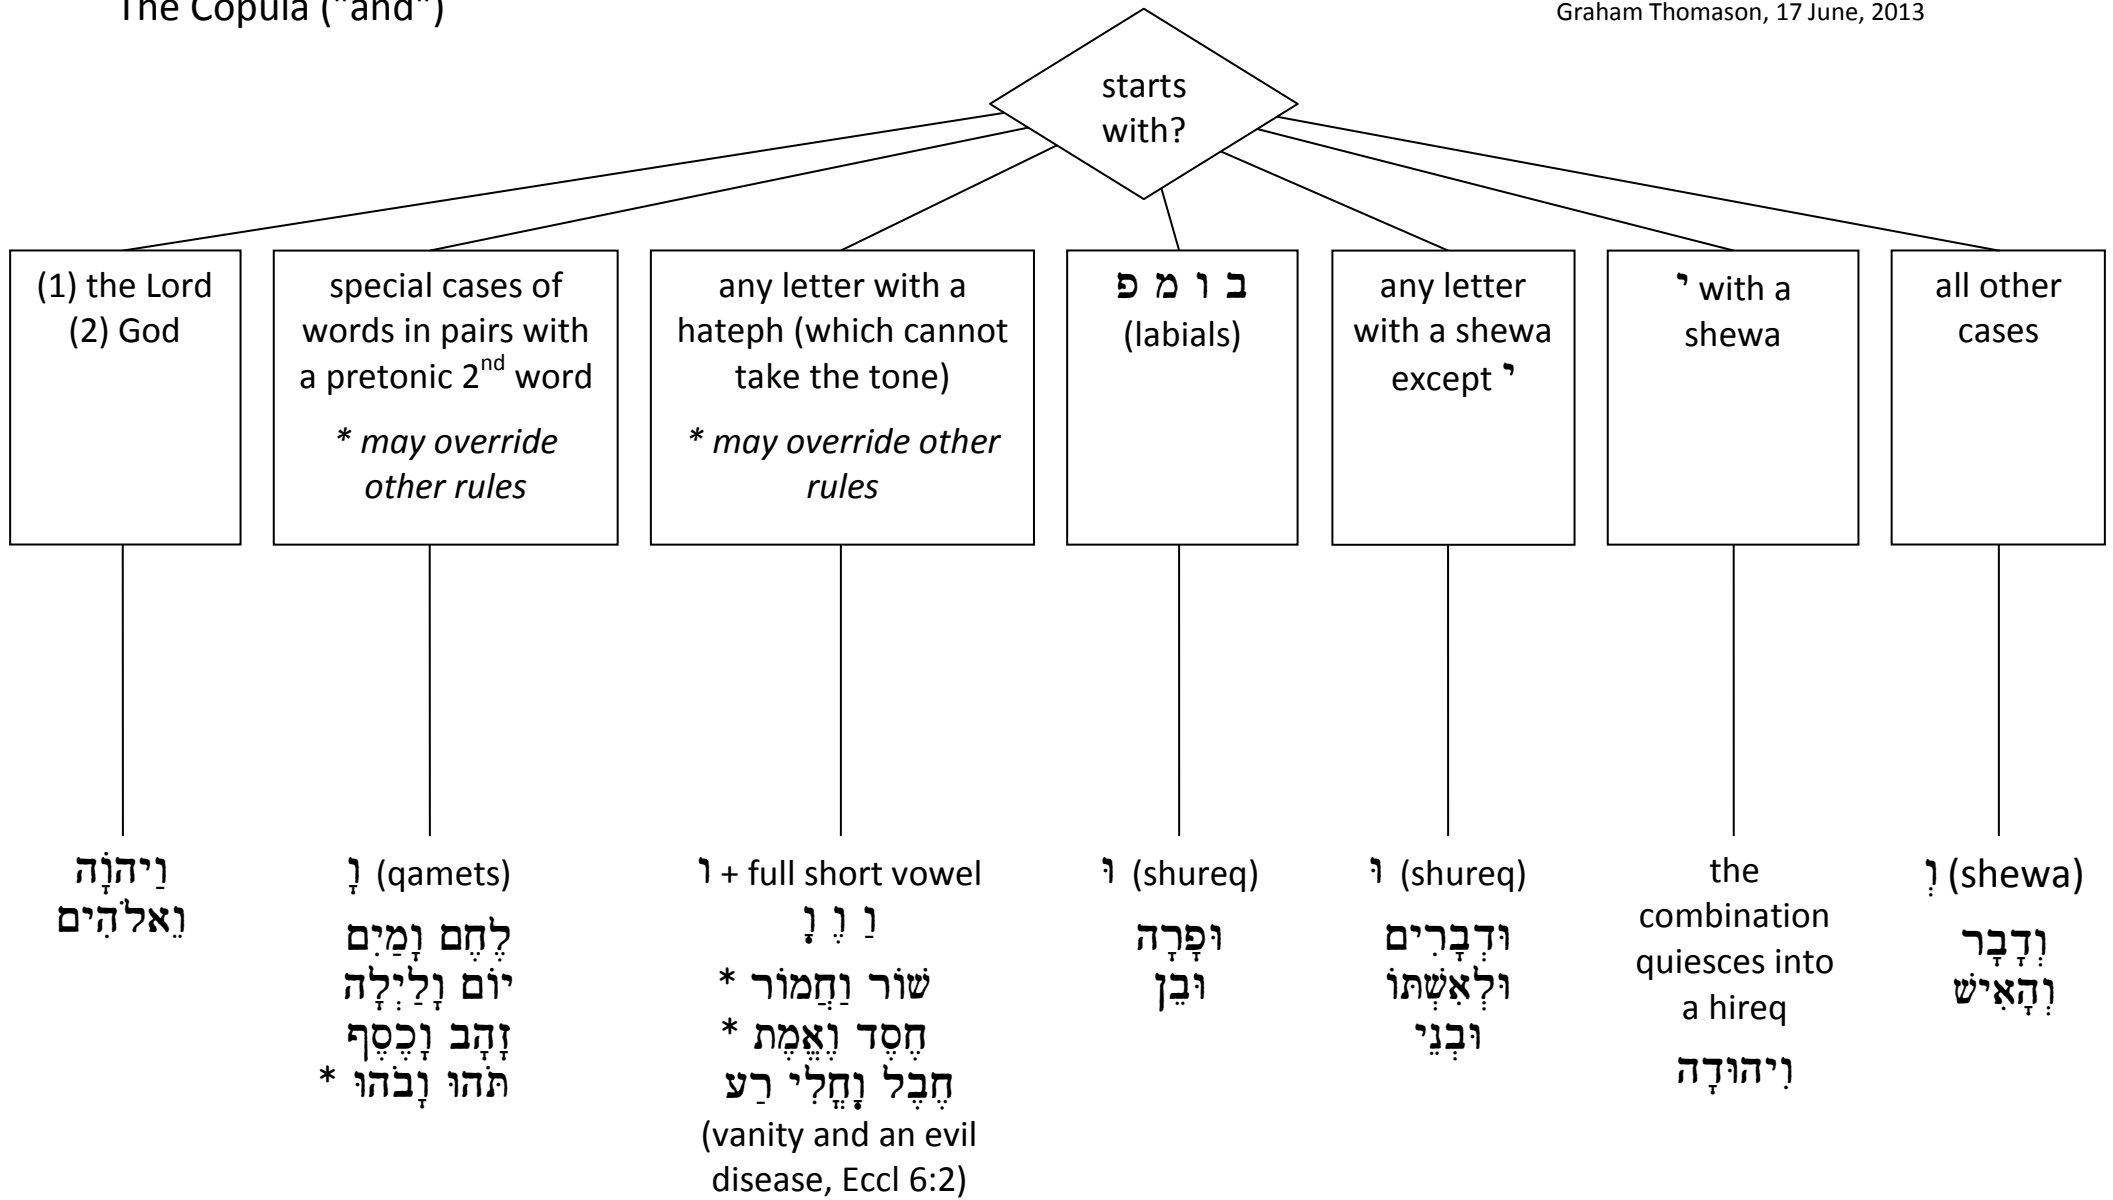 The Copula ("and")
Graham Thomason, 17 June, 2013
starts
with?
(1) the Lord
(2) God
special cases of
words in pairs with
a pretonic 2nd word
* may override
other rules
any letter with a
hateph (which cannot
take the tone)
* may override other
rules
ב ו מ פ
(labials)
any letter
with a shewa
except י
י with a
shewa
all other
cases
וַיהוָֹה
וֵאלֹהִים
וָ (qamets)
לֶחֶם וָמַיִם
יוֹם וָלַיְלָה
זָהָב וָכֶסֶף
תֹּהוּ וָבֹהוּ *
ו + full short vowel
וַ וֶ וָ
שׁוֹר וַחֲמוֹר *
חֶסֶד וֶאֱמֶת *
חֶבֶל וָחֳלִי רַע
(vanity and an evil
disease, Eccl 6:2)
וּ (shureq)
וּפָרָה
וּבֵן
וּ (shureq)
וּדְבָרִים
וּלְאִשְׁתּוֹ
וּבְנֵי
the
combination
quiesces into
a hireq
וִיהוּדָה
וְ (shewa)
וְדָבָר
וְהָאִישׁ